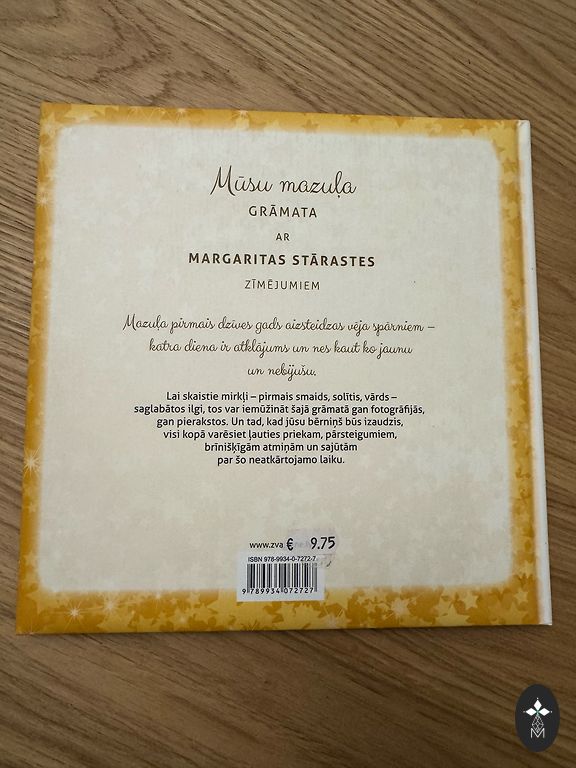 Mūsu mazuļa
GRĀMATA
AR
MARGARITAS STĀRASTES
ZĪMĒJUMIEM
Mazuļa pirmais dzīves gads aizsteidzas vēja spārniem –
katra diena ir atklājums un nes kaut ko jaunu
un nebijušu.
Lai skaistie mirkļi – pirmais smaids, solītis, vārds –
saglabātos ilgi, tos var iemūžināt šajā grāmatā gan fotogrāfijās,
gan pierakstos. Un tad, kad jūsu bērniņš būs izaudzis,
visi kopā varēsiet ļauties priekam, pārsteigumiem,
brīnišķīgām atmiņām un sajūtām
par šo neatkārtojamo laiku.
www.zva € 9.75
ISBN 978-9934-0-7272-7
9 789934 072727
M